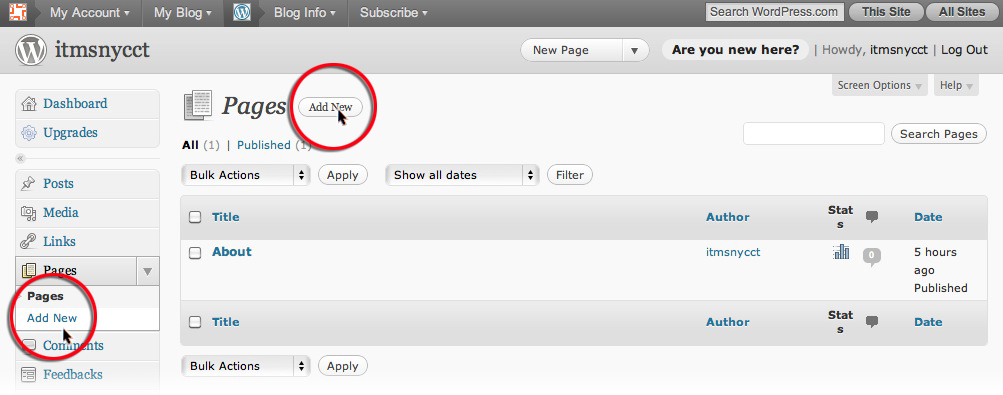 My Account My Blog Blog Info Subscribe Search WordPress.com This Site All Sites
itmsnycct New Page Are you new here? | Howdy, itmsnycct | Log Out
Screen Options Help
Dashboard
Upgrades
Pages Add New
All (1) | Published (1)
Search Pages
Bulk Actions Apply Show all dates Filter
Posts
Media
Links
Pages
Pages
Add New
Comments
Feedbacks
Title Author Stat
s Date
About itmsnycct 0 5 hours
ago
Published
Title Author Stat
s Date
Bulk Actions Apply